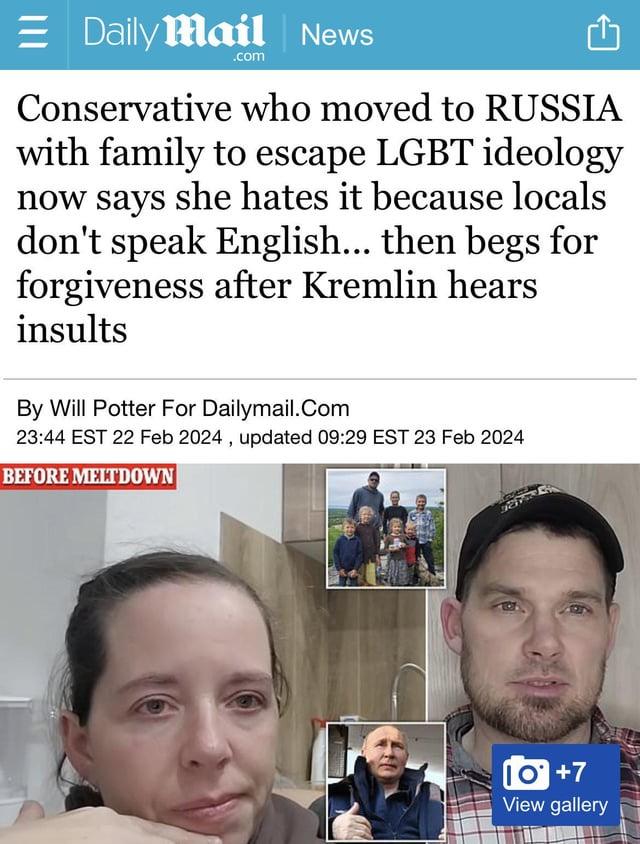 Daily Mail
.com
News
Conservative who moved to RUSSIA
with family to escape LGBT ideology
now says she hates it because locals
don't speak English... then begs for
forgiveness after Kremlin hears
insults
By Will Potter For Dailymail.Com
23:44 EST 22 Feb 2024 , updated 09:29 EST 23 Feb 2024
BEFORE MELTDOWN
+7
View gallery